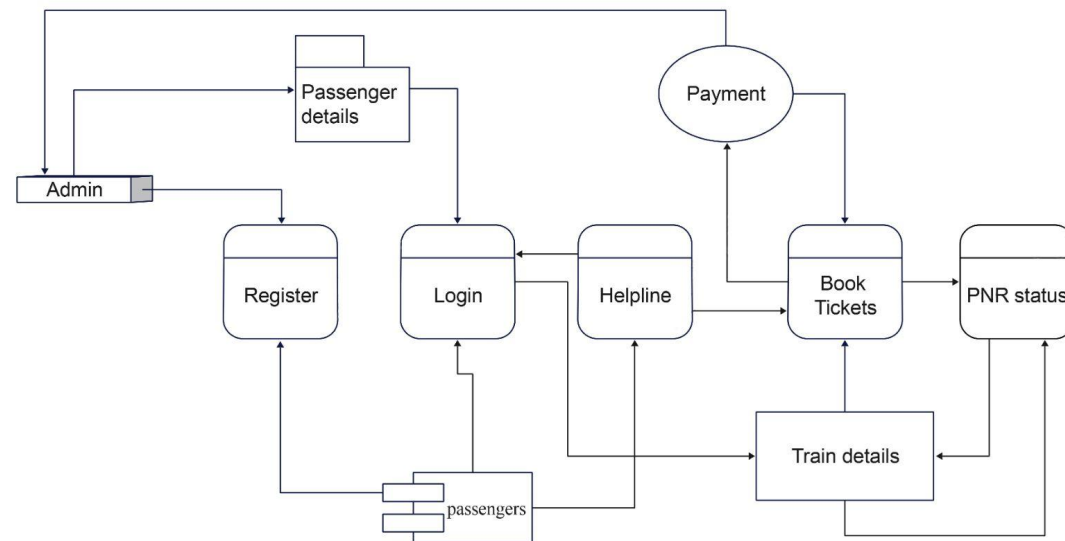 Passenger
details
Payment
Admin
Register
Login
Helpline
Book
Tickets
PNR status
Train details
passengers